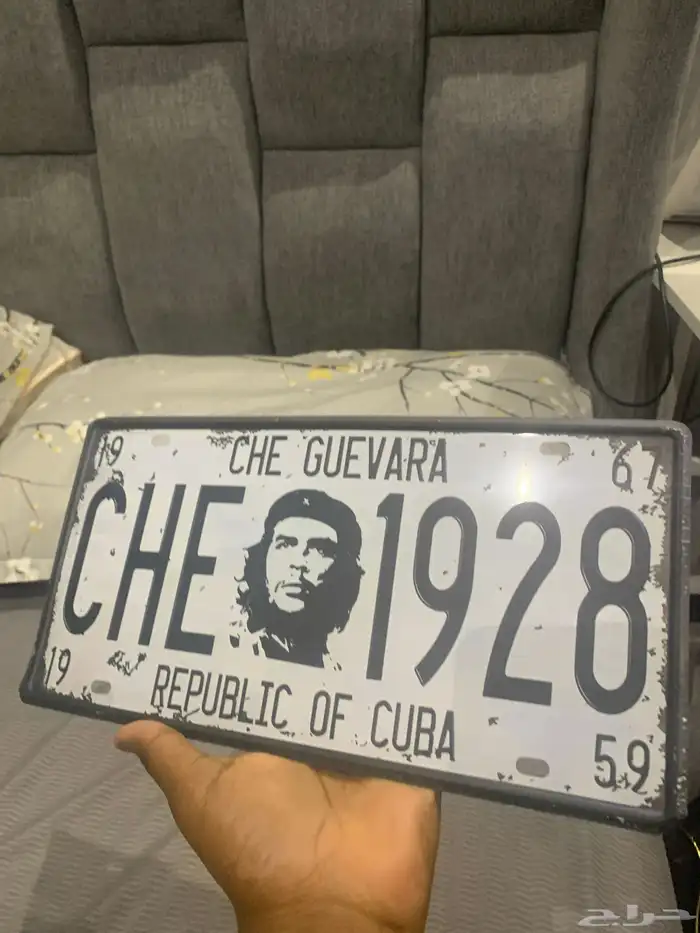 19 CHE GUEVARA 67
CHE 1928
19 REPUBLIC OF CUBA 59
حراج